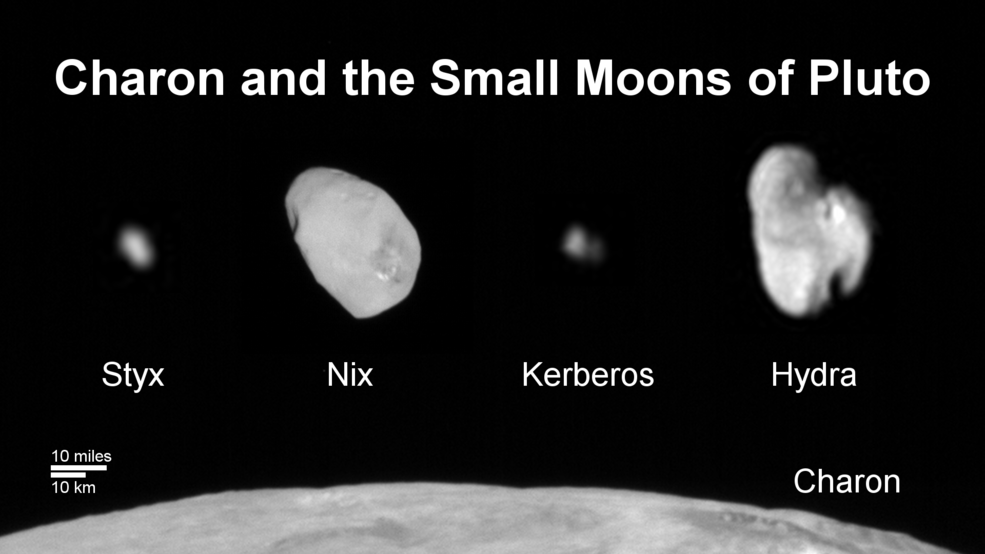 Charon and the Small Moons of Pluto
Styx
Nix
Kerberos
Hydra
10 miles
10 km
Charon